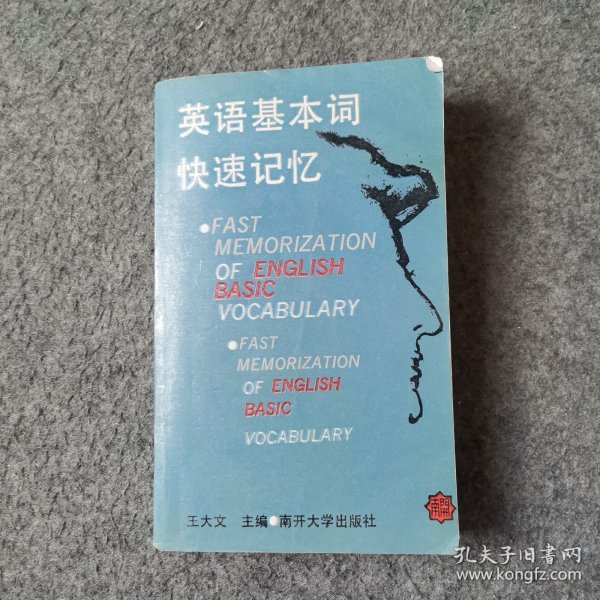 英语基本词
快速记忆
•FAST
MEMORIZATION
OF ENGLISH
BASIC
VOCABULARY
•FAST
MEMORIZATION
OF ENGLISH
BASIC
VOCABULARY
王大文 主编•南开大学出版社
南開
孔夫子旧书网
www.kongfz.com